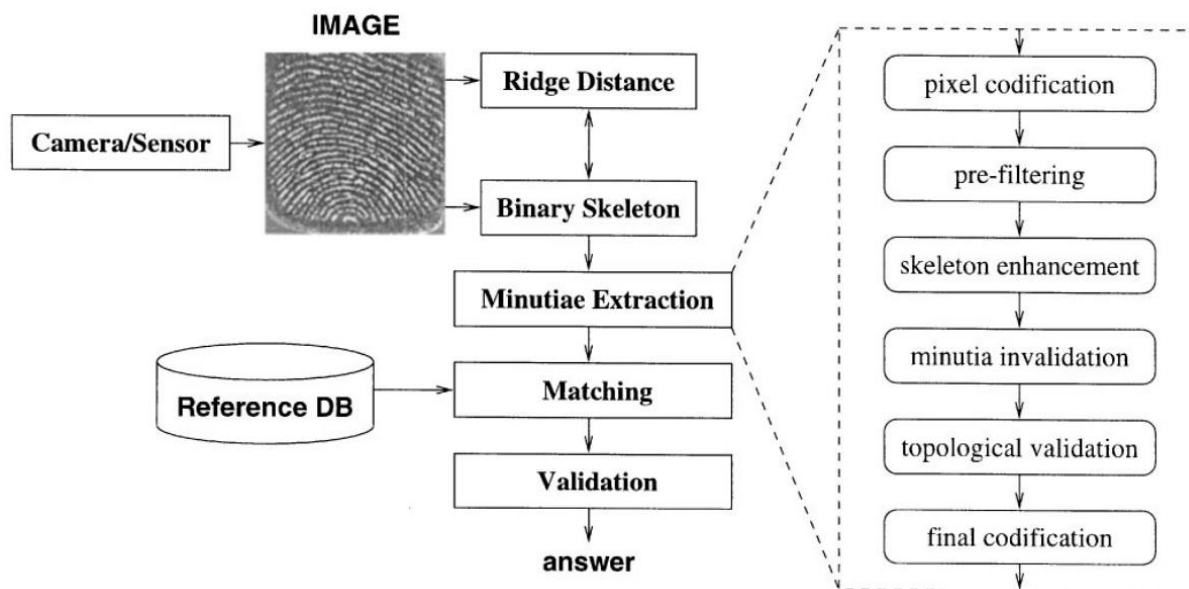 IMAGE
Camera/Sensor
Ridge Distance
Binary Skeleton
Minutiae Extraction
Reference DB
Matching
Validation
answer
pixel codification
pre-filtering
skeleton enhancement
minutia invalidation
topological validation
final codification